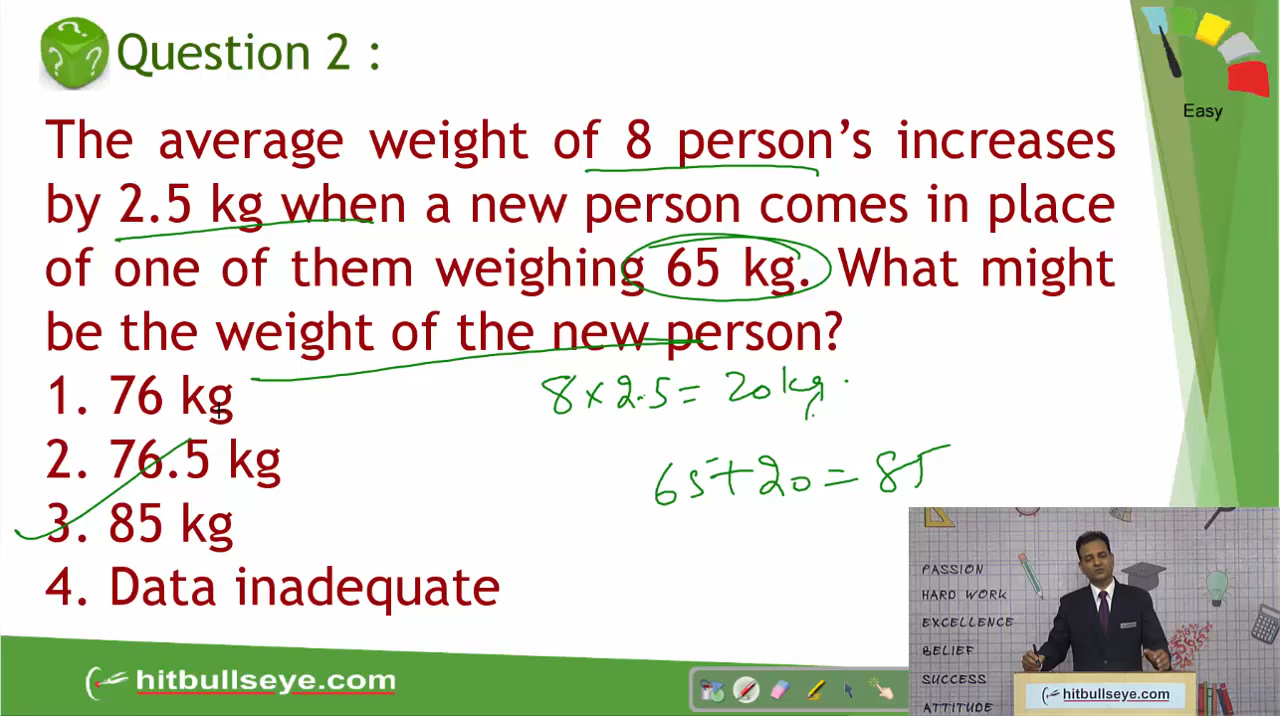 Question 2 :
Easy
The average weight of 8 person's increases
by 2.5 kg when a new person comes in place
of one of them weighing 65 kg. What might
be the weight of the new person?
1. 76 kg
8 x 2.5 = 20 kg.
2. 76.5 kg
65 + 20 = 85
3. 85 kg
4. Data inadequate
PASSION
HARD WORK
EXCELLENCE
BELIEF
SUCCESS
ATTITUDE
hitbullseye.com
hitbullseye.com